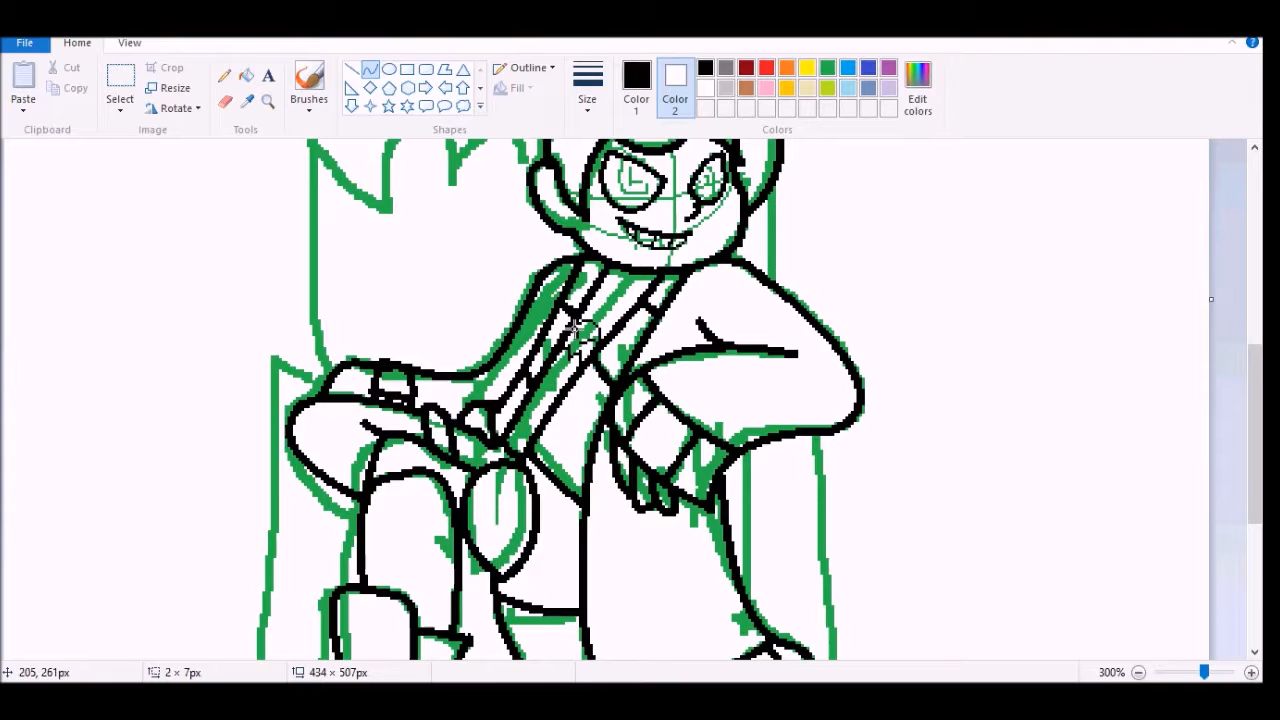 File Home View
Paste
Cut
Copy
Clipboard
Select
Crop
Resize
Rotate
Image
A
Tools
Brushes
Outline
Fill
Shapes
Size
Color 1
Color 2
Edit colors
Colors
205, 261px
2 × 7px
434 × 507px
300%